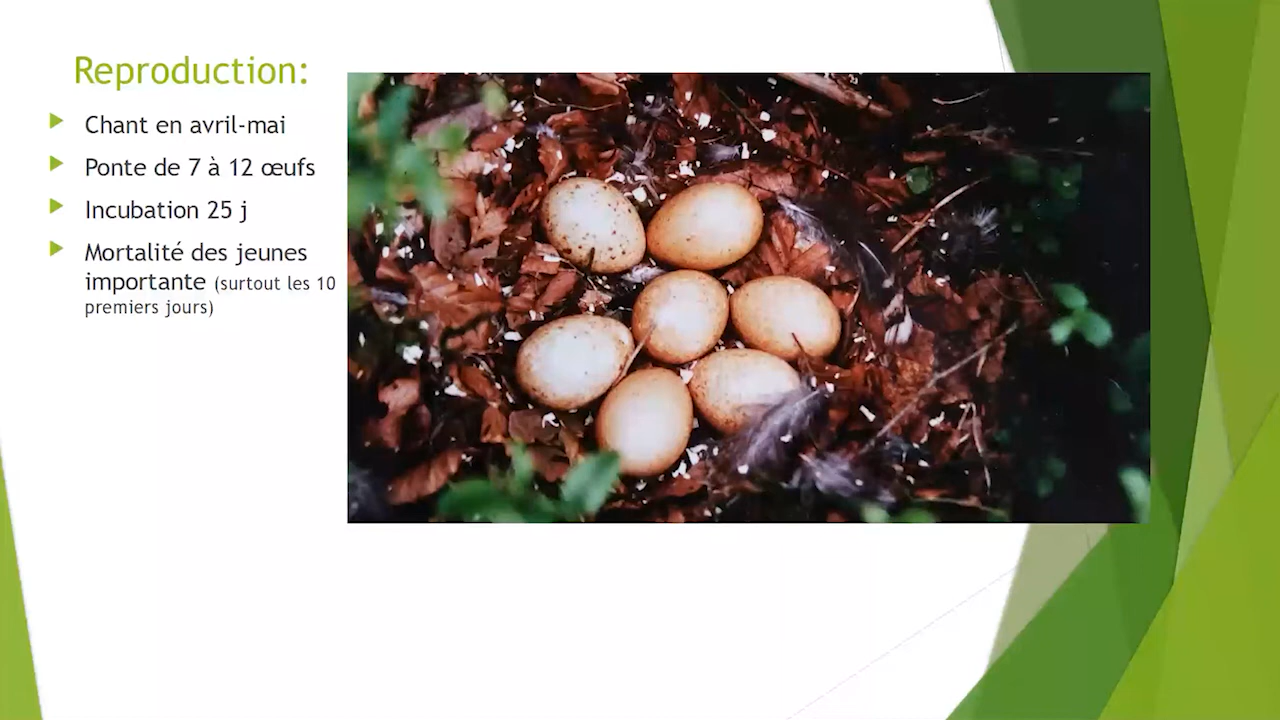 Reproduction:
Chant en avril-mai
Ponte de 7 à 12 œufs
Incubation 25 j
Mortalité des jeunes
importante (surtout les 10
premiers jours)